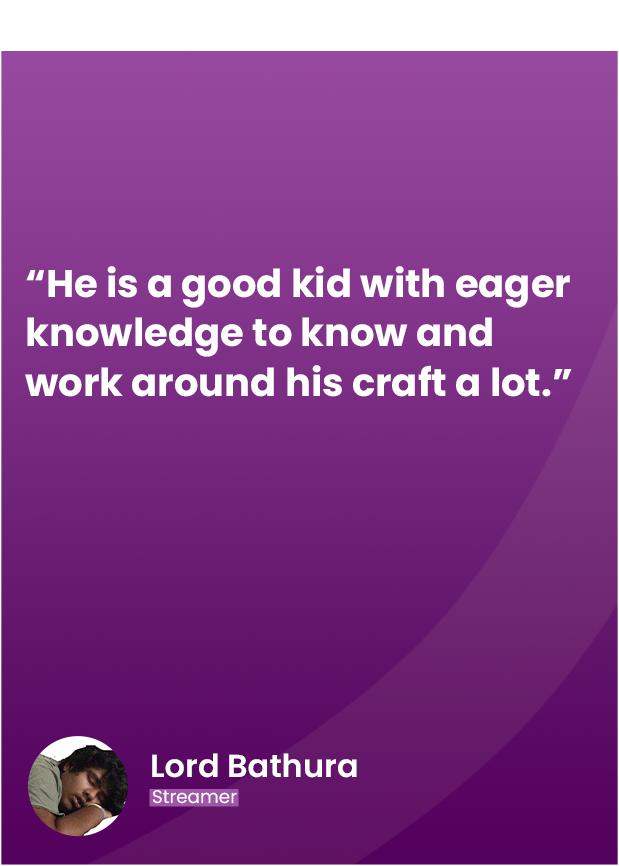 “He is a good kid with eager
knowledge to know and
work around his craft a lot.”
Lord Bathura
Streamer